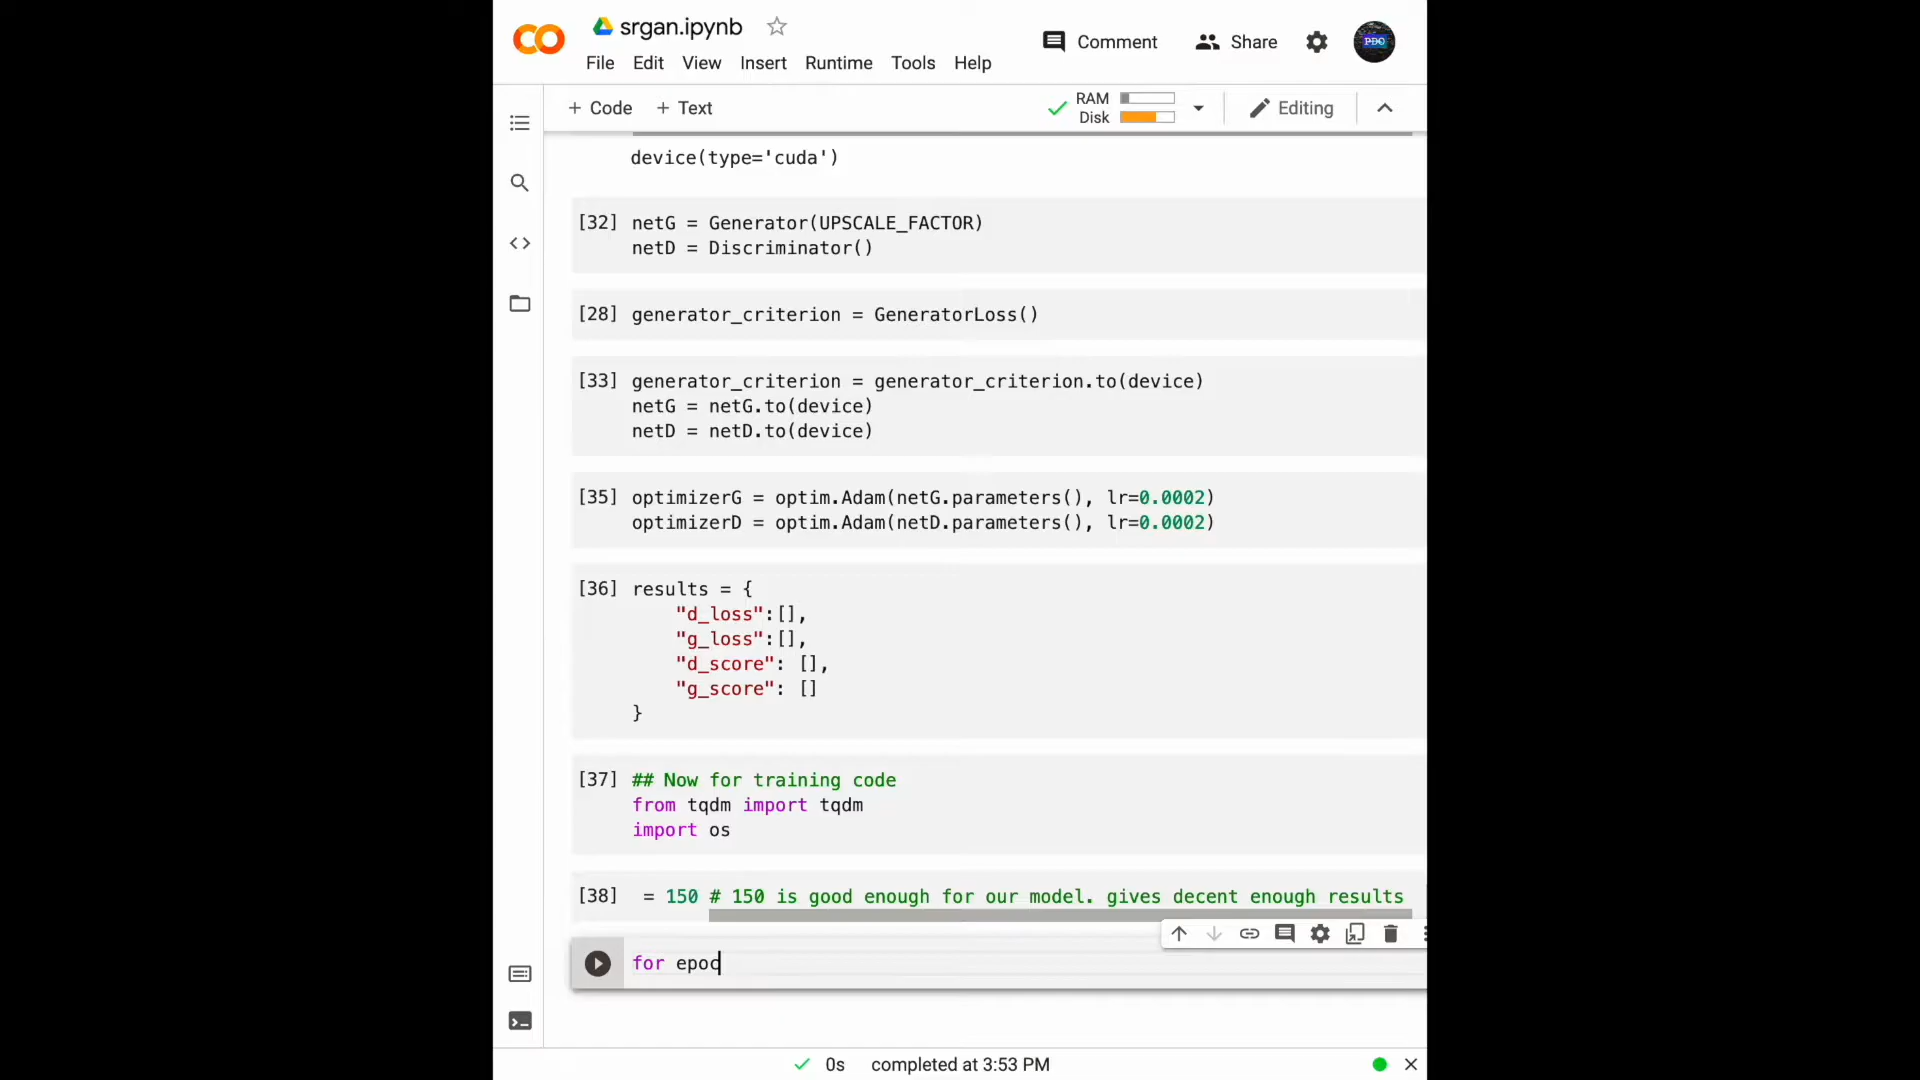 srgan.ipynb
Comment
Share
PDO
File Edit View Insert Runtime Tools Help
+ Code + Text
RAM
Disk
Editing
device(type='cuda')
[32] netG = Generator(UPSCALE_FACTOR)
netD = Discriminator()
[28] generator_criterion = GeneratorLoss()
[33] generator_criterion = generator_criterion.to(device)
netG = netG.to(device)
netD = netD.to(device)
[35] optimizerG = optim.Adam(netG.parameters(), lr=0.0002)
optimizerD = optim.Adam(netD.parameters(), lr=0.0002)
[36] results = {
"d_loss":[],
"g_loss":[],
"d_score": [],
"g_score": []
}
[37] ## Now for training code
from tqdm import tqdm
import os
[38] = 150 # 150 is good enough for our model. gives decent enough results
for epoc
0s completed at 3:53 PM